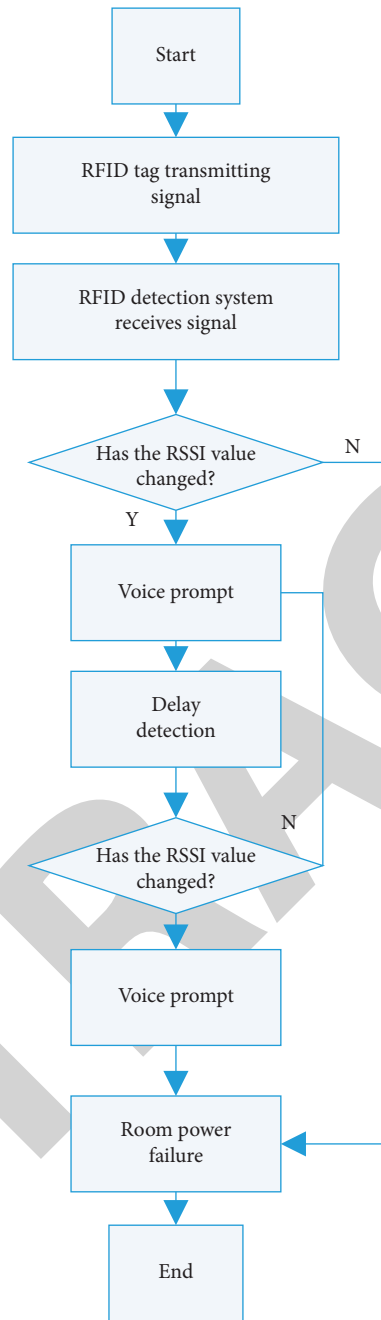 Start
RFID tag transmitting
signal
RFID detection system
receives signal
Has the RSSI value
changed?
N
Y
Voice prompt
Delay
detection
N
Has the RSSI value
changed?
Voice prompt
Room power
failure
End